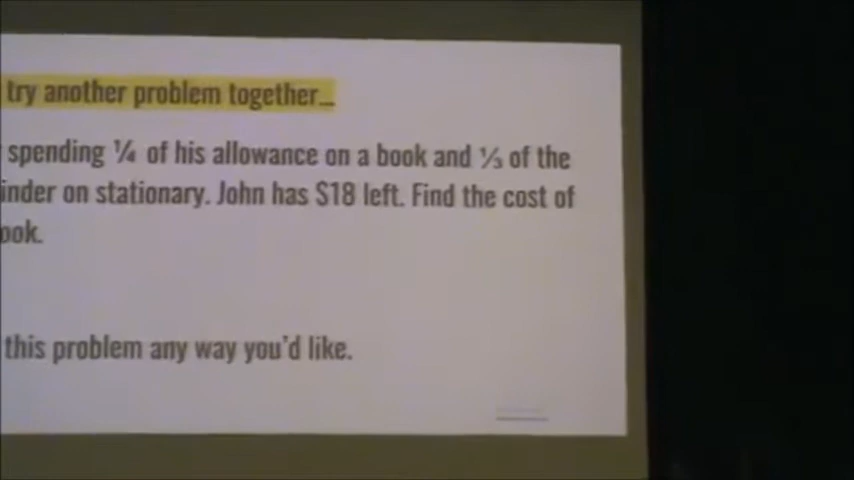 try another problem together...
spending ¼ of his allowance on a book and ⅓ of the
inder on stationary. John has $18 left. Find the cost of
ook.
this problem any way you'd like.